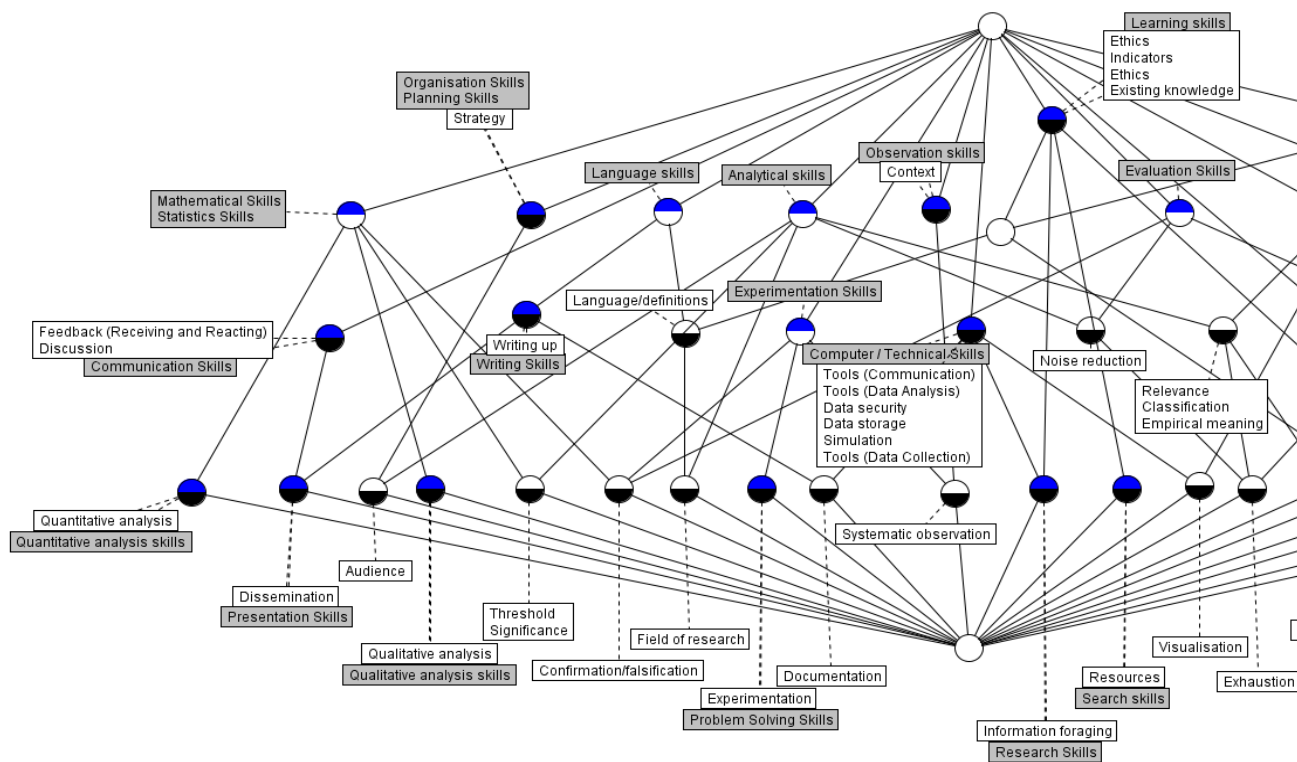 Learning skills
Ethics
Indicators
Ethics
Existing knowledge
Organisation Skills
Planning Skills
Strategy
Observation skills
Context
Language skills
Analytical skills
Evaluation Skills
Mathematical Skills
Statistics Skills
Experimentation Skills
Language/definitions
Feedback (Receiving and Reacting)
Discussion
Communication Skills
Writing up
Writing Skills
Computer / Technical Skills
Tools (Communication)
Tools (Data Analysis)
Data security
Data storage
Simulation
Tools (Data Collection)
Noise reduction
Relevance
Classification
Empirical meaning
Quantitative analysis
Quantitative analysis skills
Systematic observation
Audience
Dissemination
Presentation Skills
Threshold
Significance
Field of research
Visualisation
Qualitative analysis
Qualitative analysis skills
Confirmation/falsification
Documentation
Resources
Search skills
Exhaustion
Experimentation
Problem Solving Skills
Information foraging
Research Skills